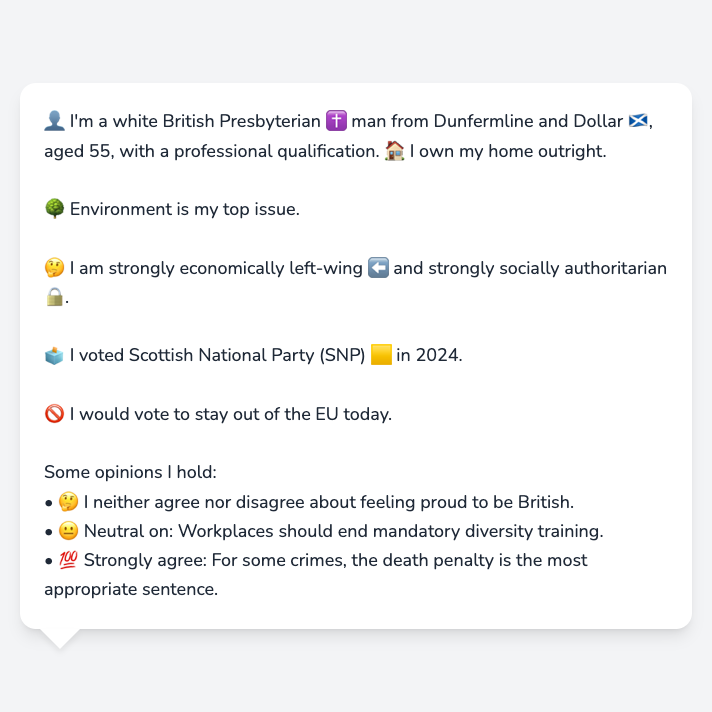 👤 I'm a white British Presbyterian ✝️ man from Dunfermline and Dollar 🏴󠁧󠁢󠁳󠁣󠁴󠁿,
aged 55, with a professional qualification. 🏠 I own my home outright.
🌳 Environment is my top issue.
🤔 I am strongly economically left-wing ⬅️ and strongly socially authoritarian
🔒.
🗳️ I voted Scottish National Party (SNP) 🟨 in 2024.
🚫 I would vote to stay out of the EU today.
Some opinions I hold:
• 🤔 I neither agree nor disagree about feeling proud to be British.
• 😐 Neutral on: Workplaces should end mandatory diversity training.
• 💯 Strongly agree: For some crimes, the death penalty is the most
appropriate sentence.